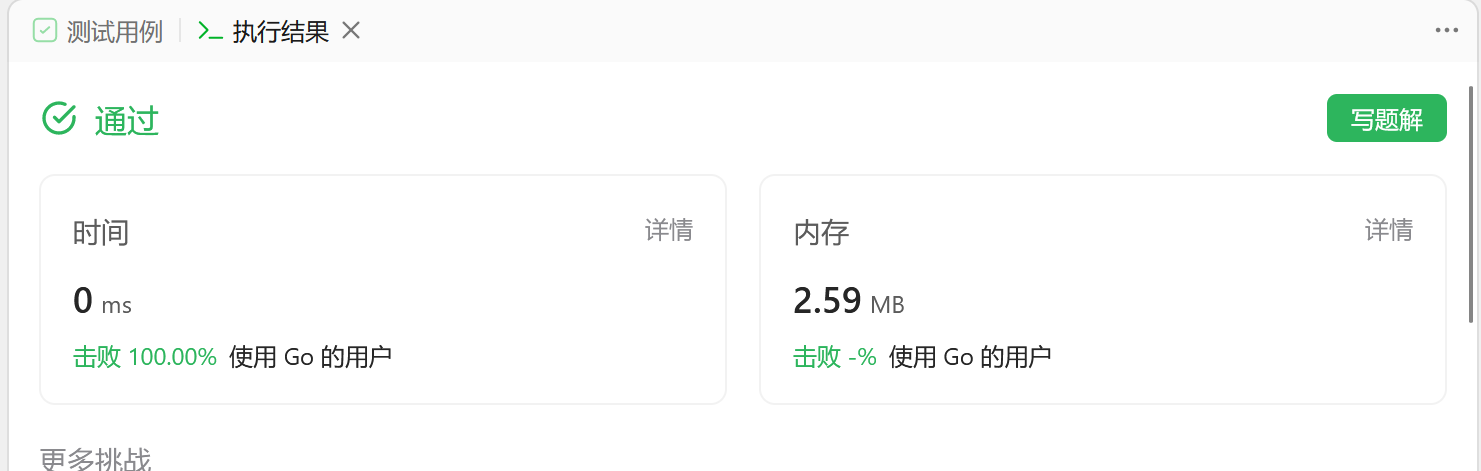 测试用例 执行结果
通过 写题解
时间 详情
0 ms
击败 100.00% 使用 Go 的用户
内存 详情
2.59 MB
击败 -% 使用 Go 的用户
更多挑战